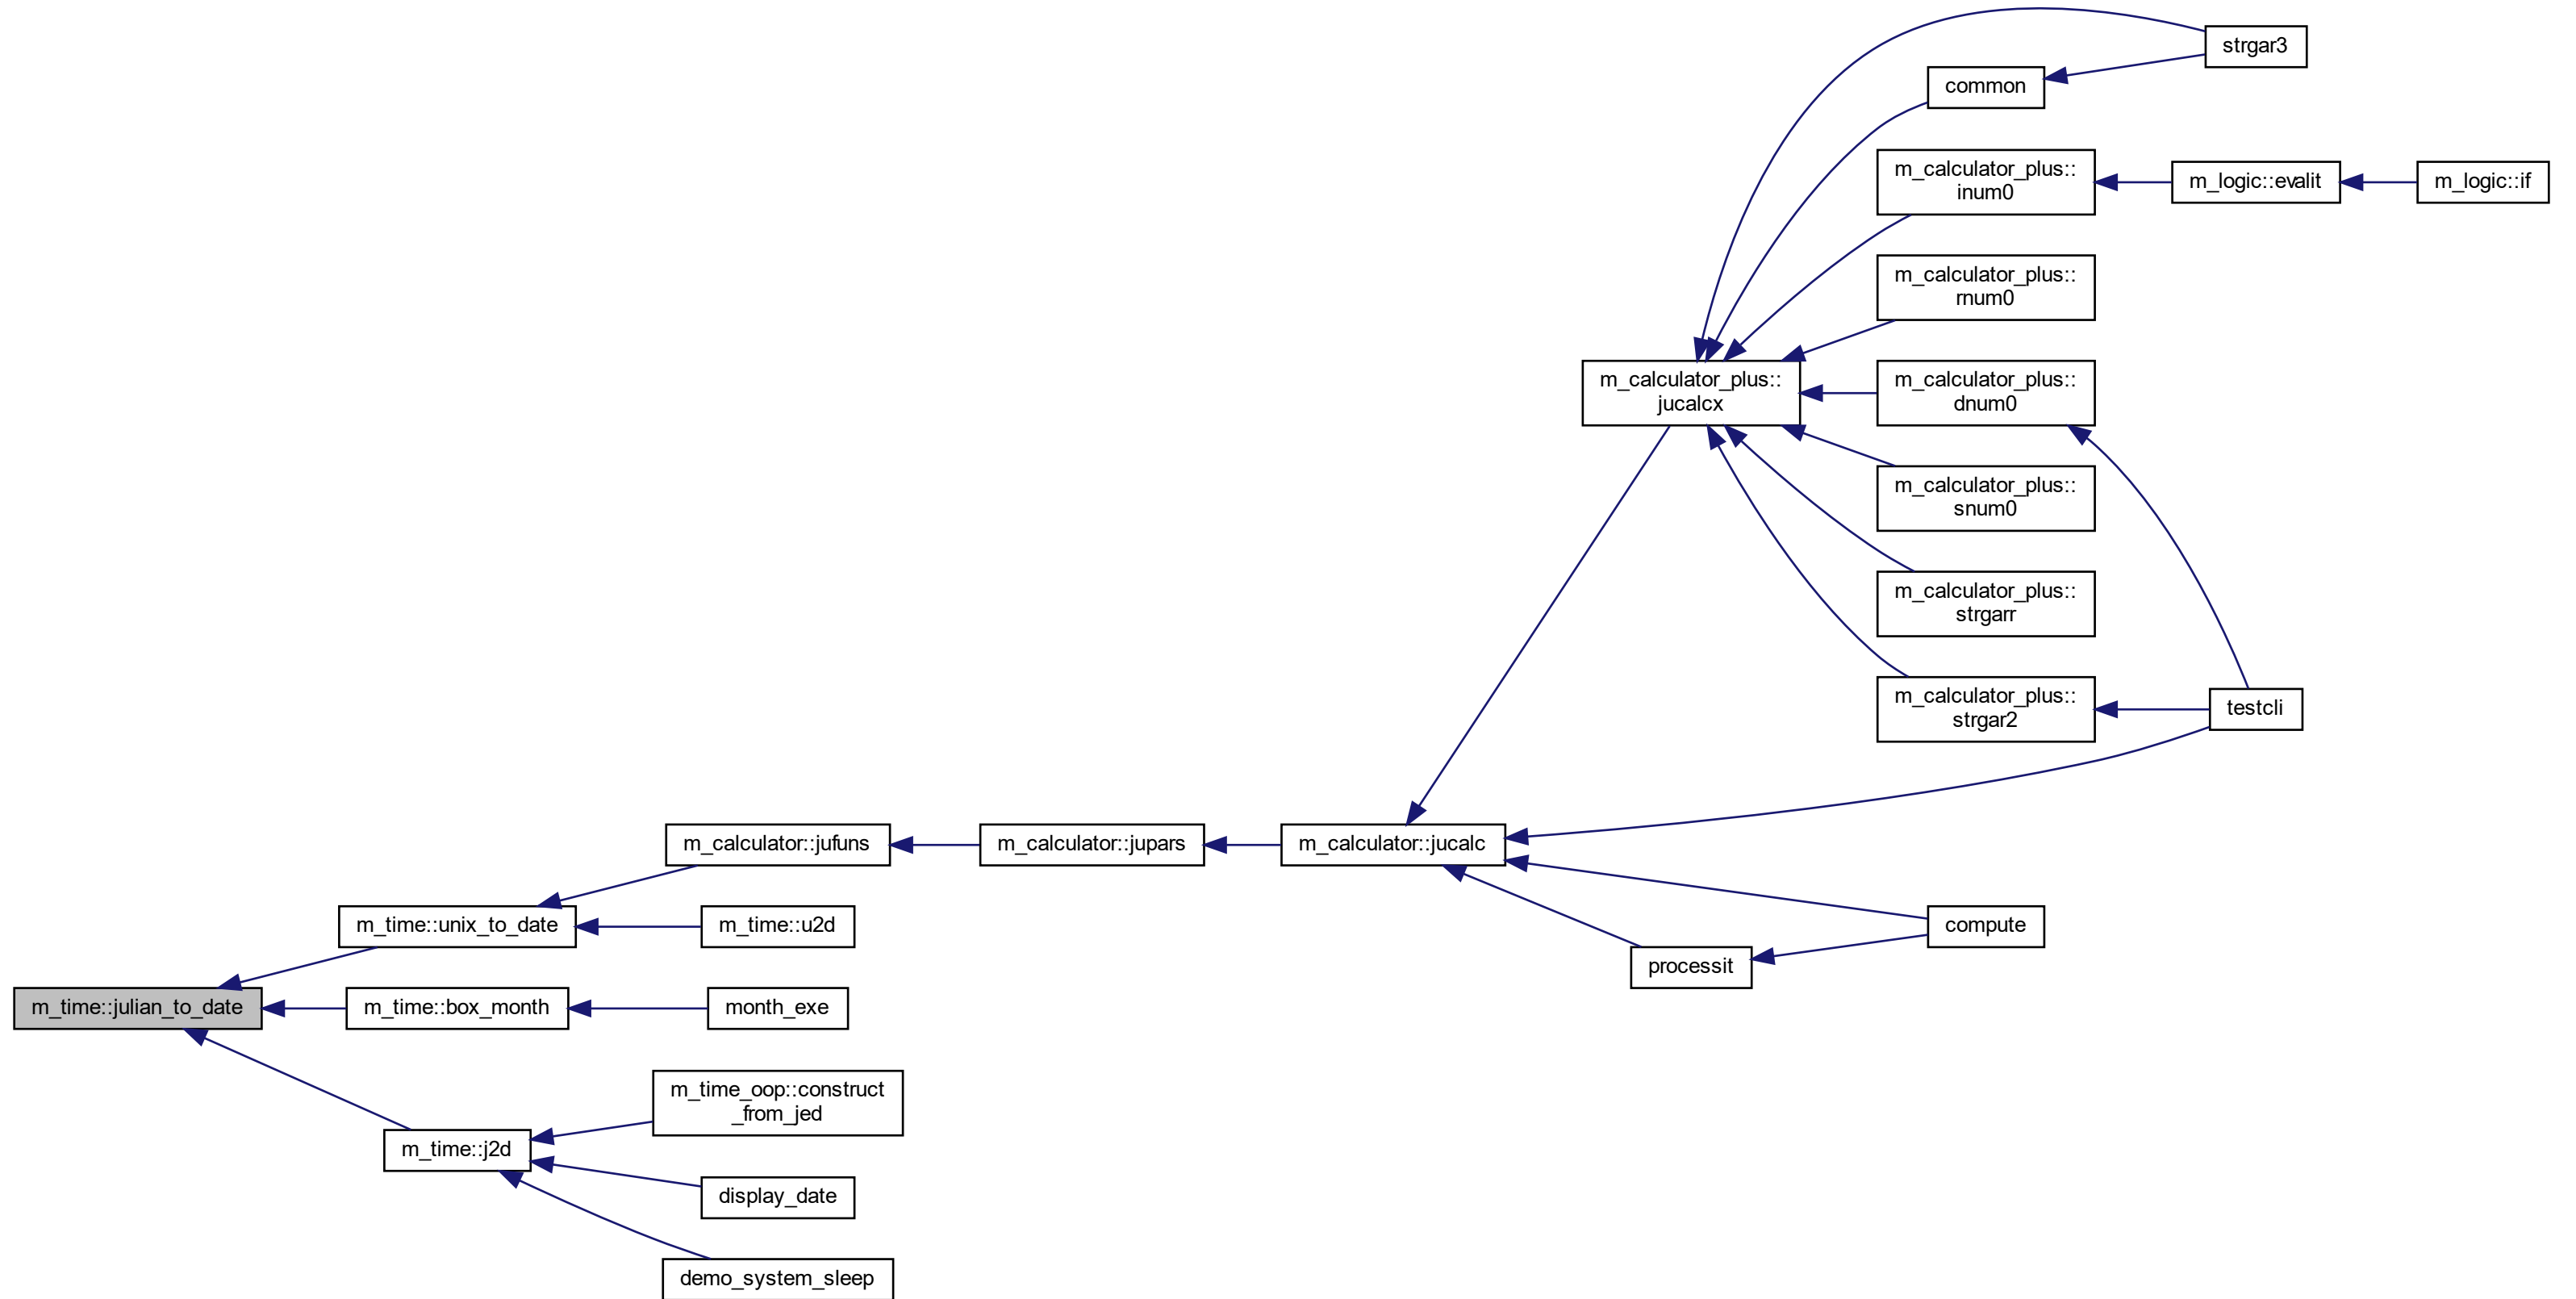 strgar3
common
m_calculator_plus::
inum0
m_logic::evalit
m_logic::if
m_calculator_plus::
rnum0
m_calculator_plus::
jucalcx
m_calculator_plus::
dnum0
m_calculator_plus::
snum0
m_calculator_plus::
strgarr
m_calculator_plus::
strgar2
testcli
m_calculator::jufuns
m_calculator::jupars
m_calculator::jucalc
m_time::unix_to_date
m_time::u2d
compute
processit
m_time::julian_to_date
m_time::box_month
month_exe
m_time_oop::construct
_from_jed
m_time::j2d
display_date
demo_system_sleep